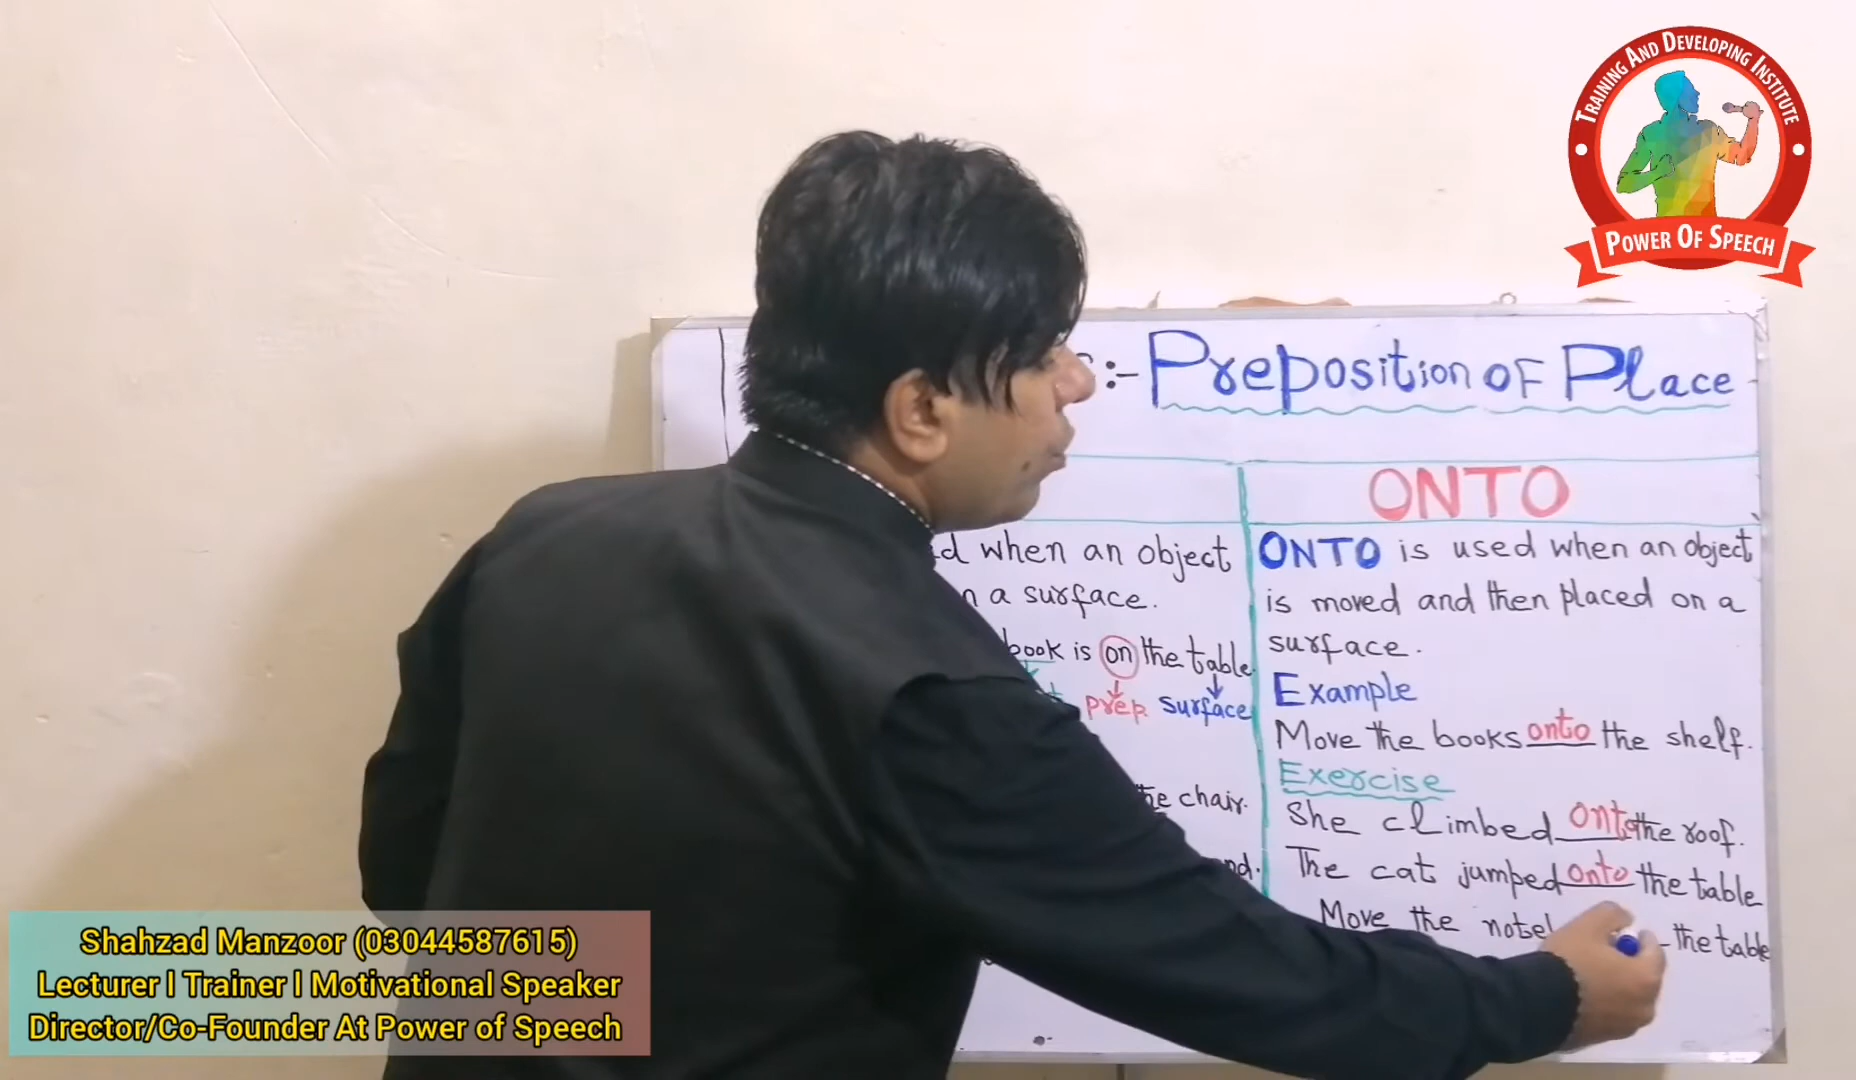 TRAINING AND DEVELOPING INSTITUTE
POWER OF SPEECH
:- Preposition of Place
ONTO
when an object
a surface.
book is on the table.
prep. surface
the chair.
ONTO is used when an object
is moved and then placed on a
surface.
Example
Move the books onto the shelf.
Exercise
She climbed onto the roof.
The cat jumped onto the table
Move the the table
Shahzad Manzoor (03044587615)
Lecturer l Trainer l Motivational Speaker
Director/Co-Founder At Power of Speech